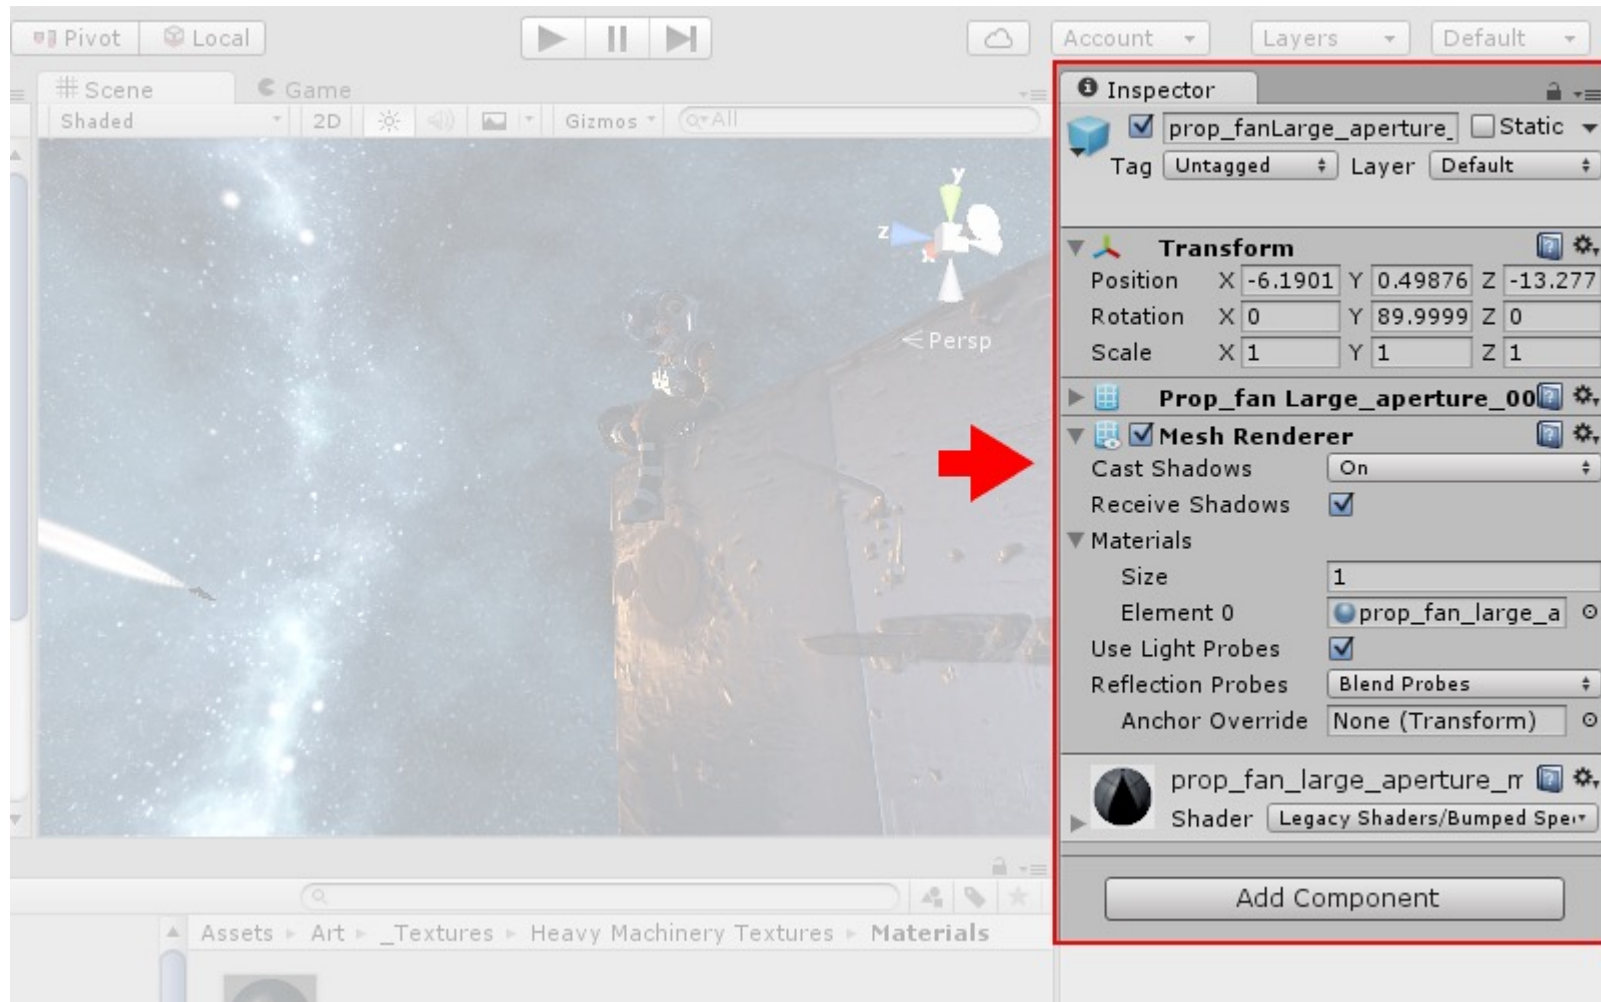 Pivot Local Account Layers Default
Scene Game
Shaded 2D Gizmos All
Inspector
prop_fanLarge_aperture_ Static
Tag Untagged Layer Default
y
z
x
Persp
Transform
Position X -6.1901 Y 0.49876 Z -13.277
Rotation X 0 Y 89.9999 Z 0
Scale X 1 Y 1 Z 1
Prop_fan Large_aperture_00
Mesh Renderer
Cast Shadows On
Receive Shadows
Materials
Size 1
Element 0 prop_fan_large_a
Use Light Probes
Reflection Probes Blend Probes
Anchor Override None (Transform)
prop_fan_large_aperture_m
Shader Legacy Shaders/Bumped Spe
Add Component
Assets Art _Textures Heavy Machinery Textures Materials